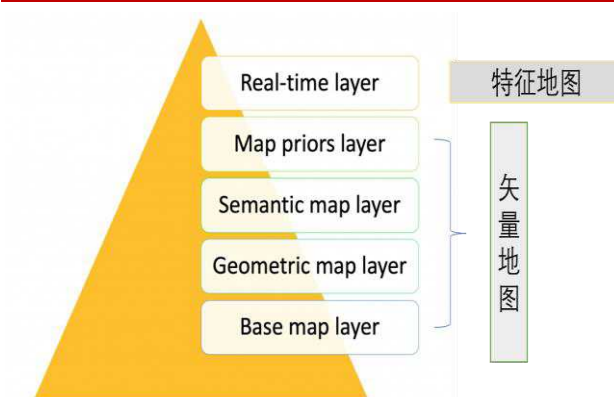 Real-time layer
特征地图
Map priors layer
Semantic map layer
Geometric map layer
Base map layer
矢量地图